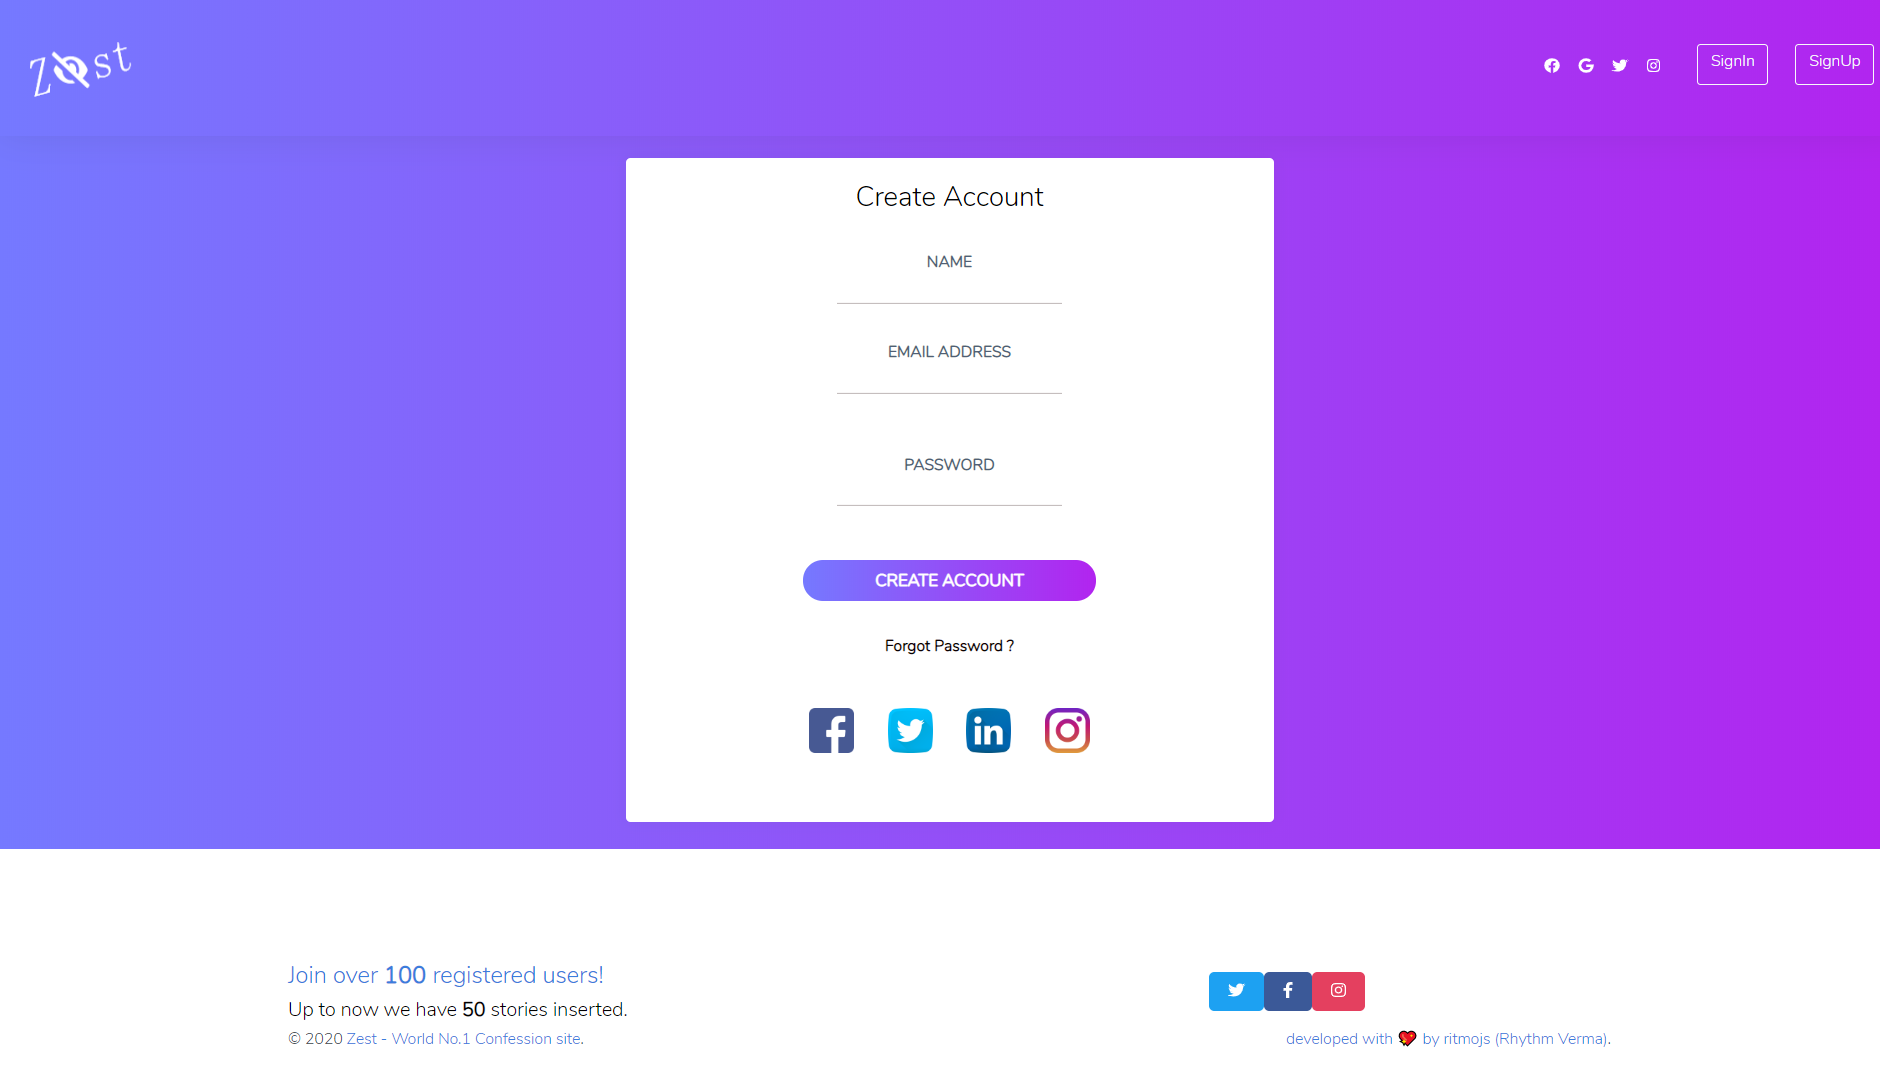 Zest
SignIn
SignUp
Create Account
NAME
EMAIL ADDRESS
PASSWORD
CREATE ACCOUNT
Forgot Password ?
Join over 100 registered users!
Up to now we have 50 stories inserted.
© 2020 Zest - World No.1 Confession site.
developed with 💘 by ritmojs (Rhythm Verma).